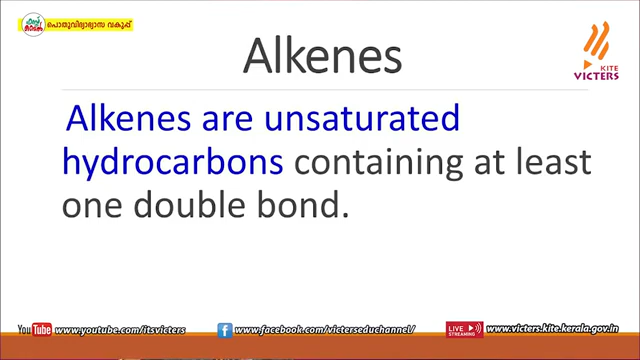 പൊതുവിദ്യാഭ്യാസ വകുപ്പ്
Alkenes
KITE
VICTERS
Alkenes are unsaturated
hydrocarbons containing at least
one double bond.
YouTube www.youtube.com/itsvicters
f www.facebook.com/victerseduchannel/
LIVE STREAMING www.victers.kite.kerala.gov.in